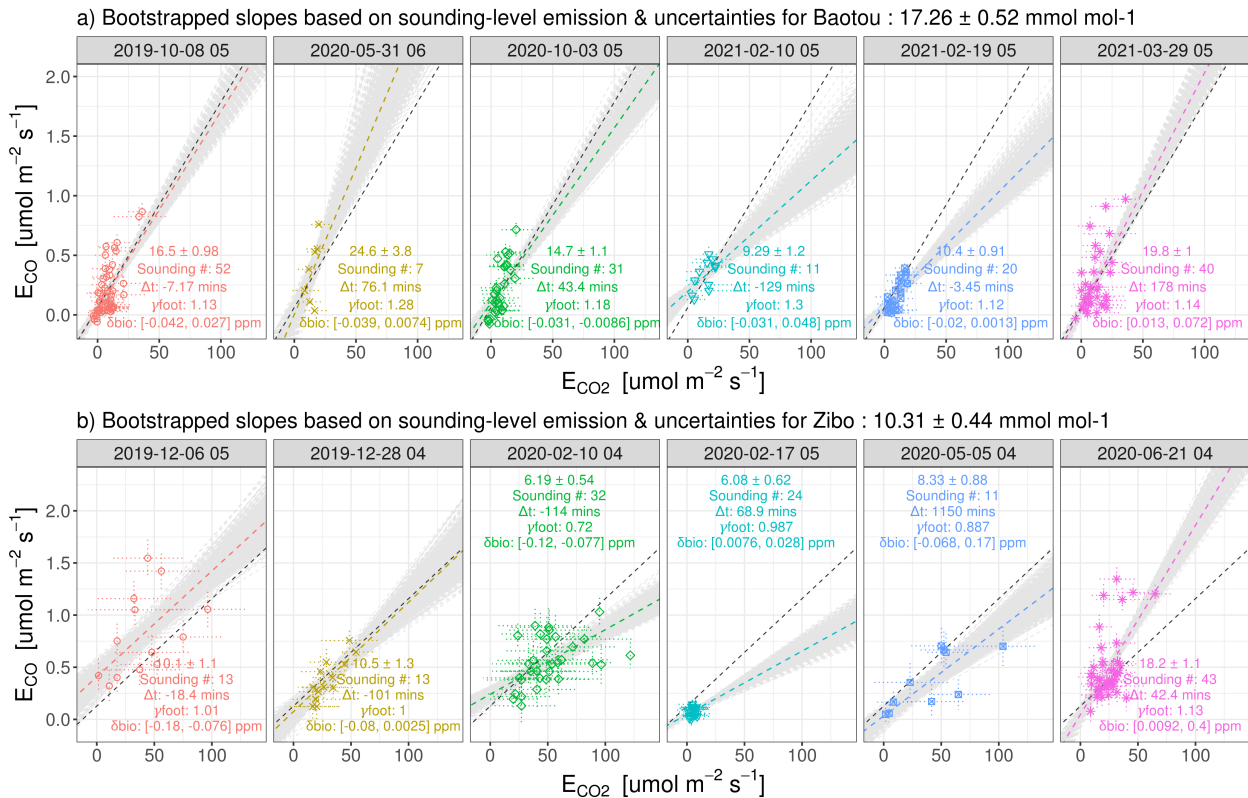 a) Bootstrapped slopes based on sounding-level emission & uncertainties for Baotou : 17.26 ± 0.52 mmol mol-1
2019-10-08 05
2020-05-31 06
2020-10-03 05
2021-02-10 05
2021-02-19 05
2021-03-29 05
E_CO [umol m⁻² s⁻¹]
2.0
1.5
1.0
0.5
0.0
16.5 ± 0.98
Sounding #: 52
Δt: -7.17 mins
γfoot: 1.13
δbio: [-0.042, 0.027] ppm
24.6 ± 3.8
Sounding #: 7
Δt: 76.1 mins
γfoot: 1.28
δbio: [-0.039, 0.0074] ppm
14.7 ± 1.1
Sounding #: 31
Δt: 43.4 mins
γfoot: 1.18
δbio: [-0.031, -0.0086] ppm
9.29 ± 1.2
Sounding #: 11
Δt: -129 mins
γfoot: 1.3
δbio: [-0.031, 0.048] ppm
10.4 ± 0.91
Sounding #: 20
Δt: -3.45 mins
γfoot: 1.12
δbio: [-0.02, 0.0013] ppm
19.8 ± 1
Sounding #: 40
Δt: 178 mins
γfoot: 1.14
δbio: [0.013, 0.072] ppm
0 50 100
0 50 100
0 50 100
0 50 100
0 50 100
0 50 100
E_CO2 [umol m⁻² s⁻¹]
b) Bootstrapped slopes based on sounding-level emission & uncertainties for Zibo : 10.31 ± 0.44 mmol mol-1
2019-12-06 05
2019-12-28 04
2020-02-10 04
2020-02-17 05
2020-05-05 04
2020-06-21 04
E_CO [umol m⁻² s⁻¹]
2.0
1.5
1.0
0.5
0.0
10.1 ± 1.1
Sounding #: 13
Δt: -18.4 mins
γfoot: 1.01
δbio: [-0.18, -0.076] ppm
10.5 ± 1.3
Sounding #: 13
Δt: -101 mins
γfoot: 1
δbio: [-0.08, 0.0025] ppm
6.19 ± 0.54
Sounding #: 32
Δt: -114 mins
γfoot: 0.72
δbio: [-0.12, -0.077] ppm
6.08 ± 0.62
Sounding #: 24
Δt: 68.9 mins
γfoot: 0.987
δbio: [0.0076, 0.028] ppm
8.33 ± 0.88
Sounding #: 11
Δt: 1150 mins
γfoot: 0.887
δbio: [-0.068, 0.17] ppm
18.2 ± 1.1
Sounding #: 43
Δt: 42.4 mins
γfoot: 1.13
δbio: [0.0092, 0.4] ppm
0 50 100
0 50 100
0 50 100
0 50 100
0 50 100
0 50 100
E_CO2 [umol m⁻² s⁻¹]